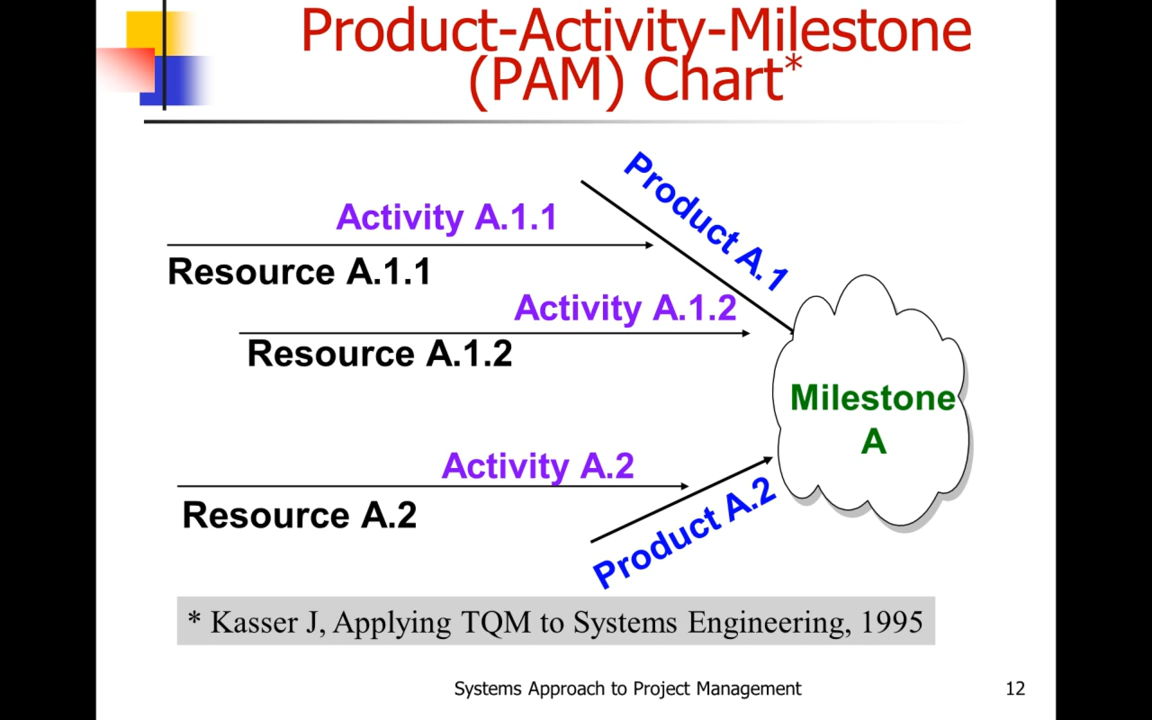 Product-Activity-Milestone
(PAM) Chart*
Product A.1
Activity A.1.1
Resource A.1.1
Activity A.1.2
Resource A.1.2
Milestone
A
Activity A.2
Resource A.2
Product A.2
* Kasser J, Applying TQM to Systems Engineering, 1995
Systems Approach to Project Management
12